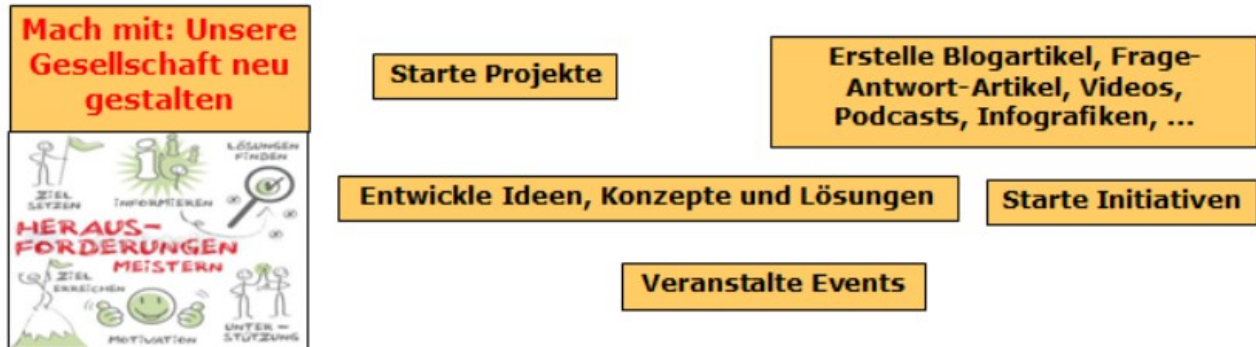 Mach mit: Unsere
Gesellschaft neu
gestalten
Starte Projekte
Erstelle Blogartikel, Frage-
Antwort-Artikel, Videos,
Podcasts, Infografiken, ...
Entwickle Ideen, Konzepte und Lösungen
Starte Initiativen
Veranstalte Events
LÖSUNGEN
FINDEN
ZIEL
SETZEN
INFORMIEREN
HERAUS-
FORDERUNGEN
MEISTERN
ZIEL
ERREICHEN
MOTIVATION
UNTER-
STÜTZUNG